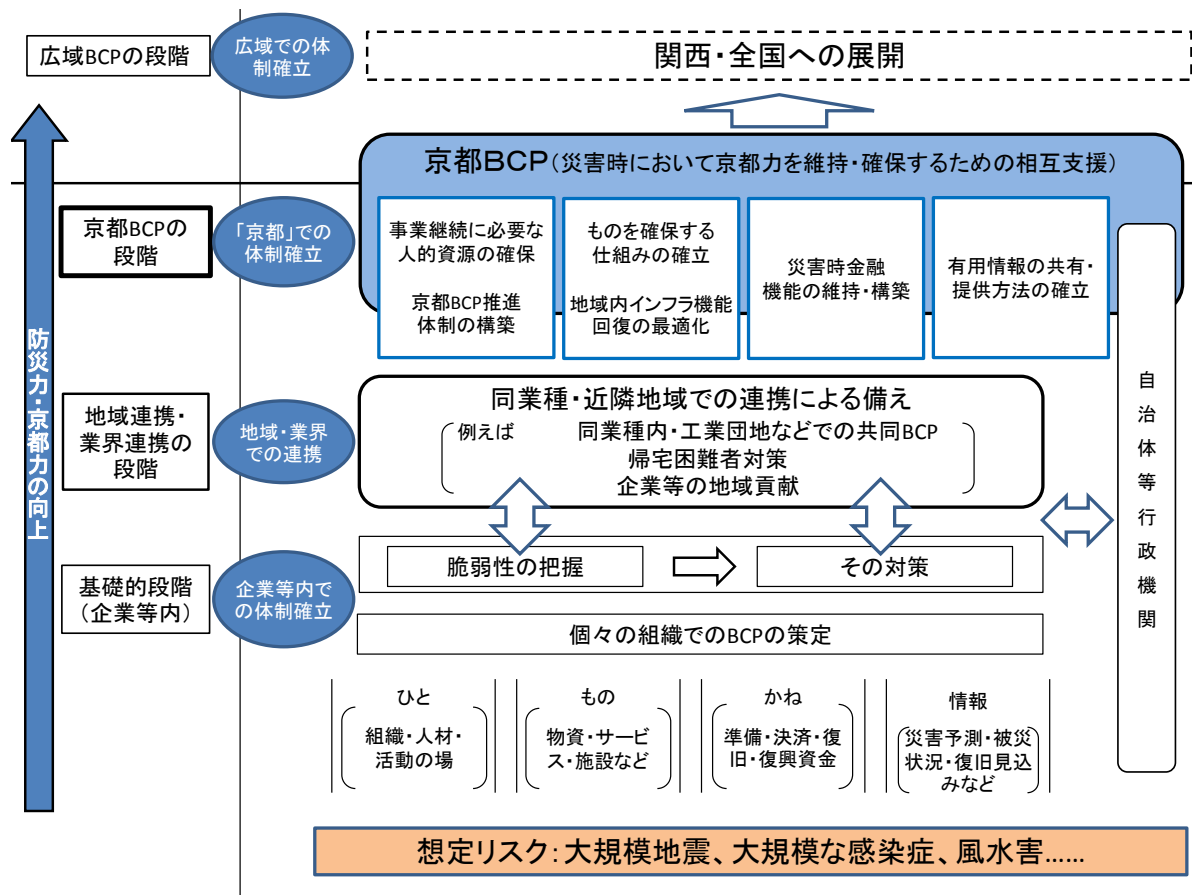 広域BCPの段階
広域での体
制確立
関西・全国への展開
京都BCP（災害時において京都力を維持・確保するための相互支援）
京都BCPの
段階
「京都」での
体制確立
事業継続に必要な
人的資源の確保
京都BCP推進
体制の構築
ものを確保する
仕組みの確立
地域内インフラ機能
回復の最適化
災害時金融
機能の維持・構築
有用情報の共有・
提供方法の確立
防災力・京都力の向上
自治体等行政機関
地域連携・
業界連携の
段階
地域・業界
での連携
同業種・近隣地域での連携による備え
例えば　同業種内・工業団地などでの共同BCP
帰宅困難者対策
企業等の地域貢献
基礎的段階
（企業等内）
企業等内で
の体制確立
脆弱性の把握
その対策
個々の組織でのBCPの策定
ひと
組織・人材・
活動の場
もの
物資・サービ
ス・施設など
かね
準備・決済・復
旧・復興資金
情報
災害予測・被災
状況・復旧見込
みなど
想定リスク：大規模地震、大規模な感染症、風水害……